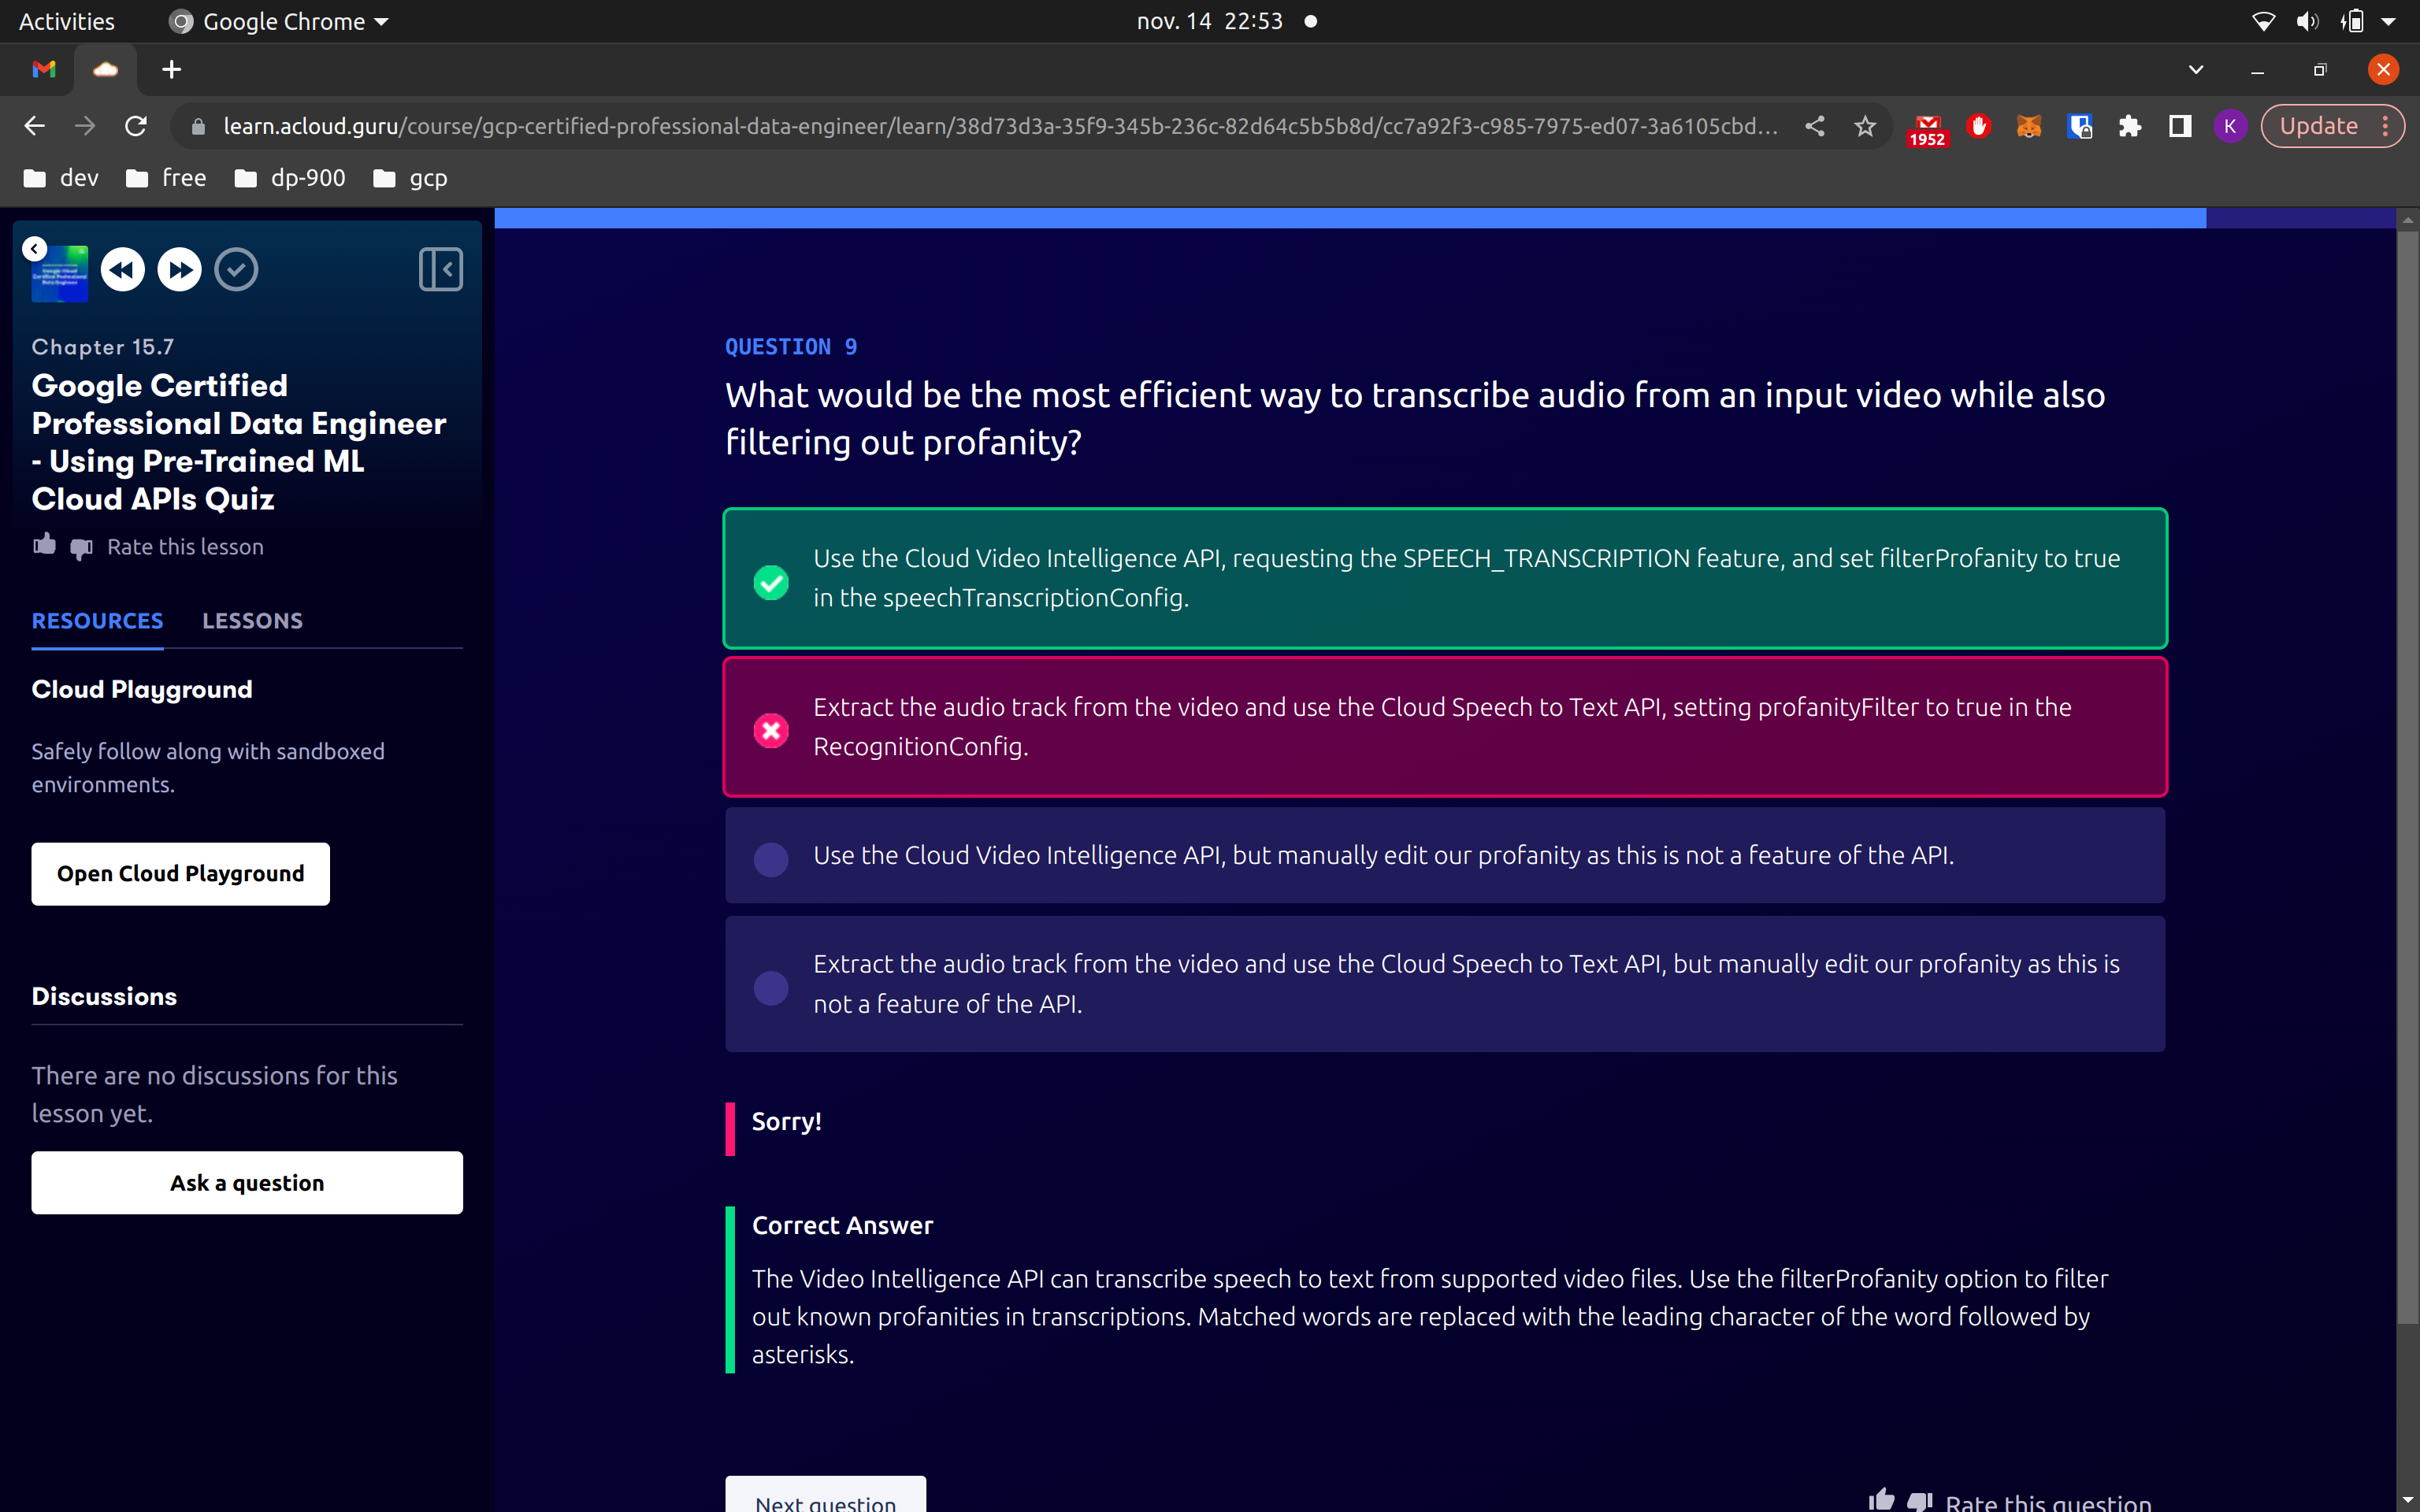 Activities
Google Chrome
nov. 14 22:53
learn.acloud.guru/course/gcp-certified-professional-data-engineer/learn/38d73d3a-35f9-345b-236c-82d64c5b5b8d/cc7a92f3-c985-7975-ed07-3a6105cbd...
1952
K
Update
dev
free
dp-900
gcp
Chapter 15.7
Google Certified
Professional Data Engineer
- Using Pre-Trained ML
Cloud APIs Quiz
Rate this lesson
RESOURCES
LESSONS
Cloud Playground
Safely follow along with sandboxed
environments.
Open Cloud Playground
Discussions
There are no discussions for this
lesson yet.
Ask a question
QUESTION 9
What would be the most efficient way to transcribe audio from an input video while also
filtering out profanity?
Use the Cloud Video Intelligence API, requesting the SPEECH_TRANSCRIPTION feature, and set filterProfanity to true
in the speechTranscriptionConfig.
Extract the audio track from the video and use the Cloud Speech to Text API, setting profanityFilter to true in the
RecognitionConfig.
Use the Cloud Video Intelligence API, but manually edit our profanity as this is not a feature of the API.
Extract the audio track from the video and use the Cloud Speech to Text API, but manually edit our profanity as this is
not a feature of the API.
Sorry!
Correct Answer
The Video Intelligence API can transcribe speech to text from supported video files. Use the filterProfanity option to filter
out known profanities in transcriptions. Matched words are replaced with the leading character of the word followed by
asterisks.
Next question
Rate this question